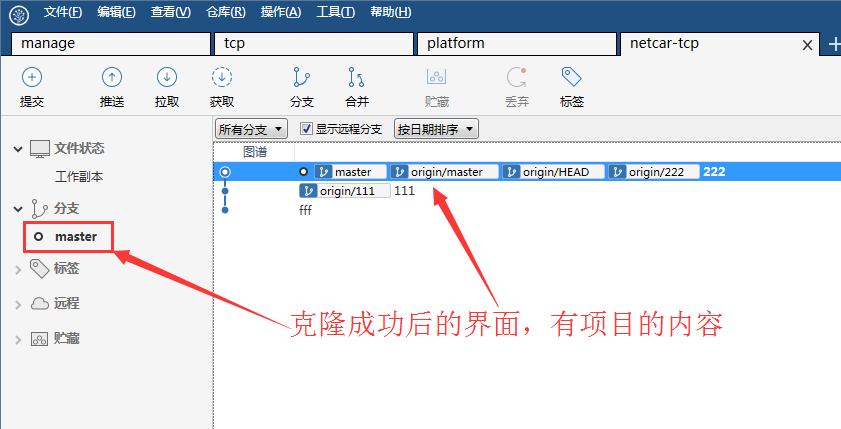 文件(F) 编辑(E) 查看(V) 仓库(R) 操作(A) 工具(T) 帮助(H)
manage tcp platform netcar-tcp
提交 推送 拉取 获取 分支 合并 贮藏 丢弃 标签
所有分支 显示远程分支 按日期排序
文件状态
工作副本
分支
master
标签
远程
贮藏
图谱
master origin/master origin/HEAD origin/222 222
origin/111 111
fff
克隆成功后的界面，有项目的内容